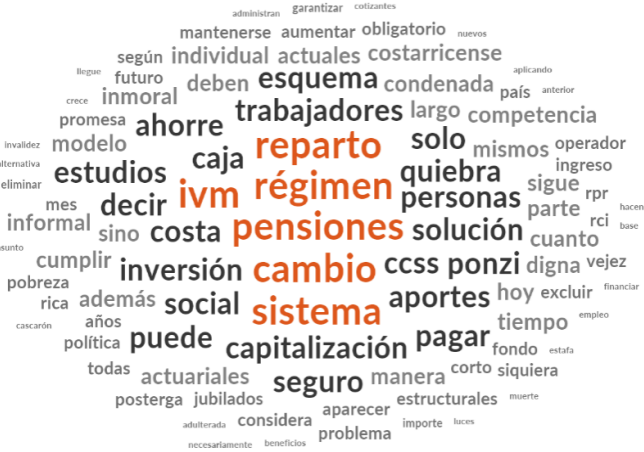 administran garantizar cotizantes
mantenerse aumentar obligatorio nuevos
según individual actuales costarricense
llegue futuro deben esquema condenada aplicando
crece inmoral trabajadores largo país anterior
promesa ahorre reparto solo competencia
invalidez modelo caja mismos operador
alternativa estudios ivm régimen quiebra ingreso
eliminar mes decir personas sigue rpr
informal sino costa pensiones solución parte rci hacen
asunto cumplir cuanto base
pobreza inversión cambio ccss ponzi digna vejez
rica además social sistema aportes hoy excluir financiar
cascarón años puede pagar tiempo empleo
política capitalización fondo estafa
todas actuariales seguro manera corto siquiera
posterga jubilados aparecer estructurales muerte
adulterada considera problema importe luces
necesariamente beneficios